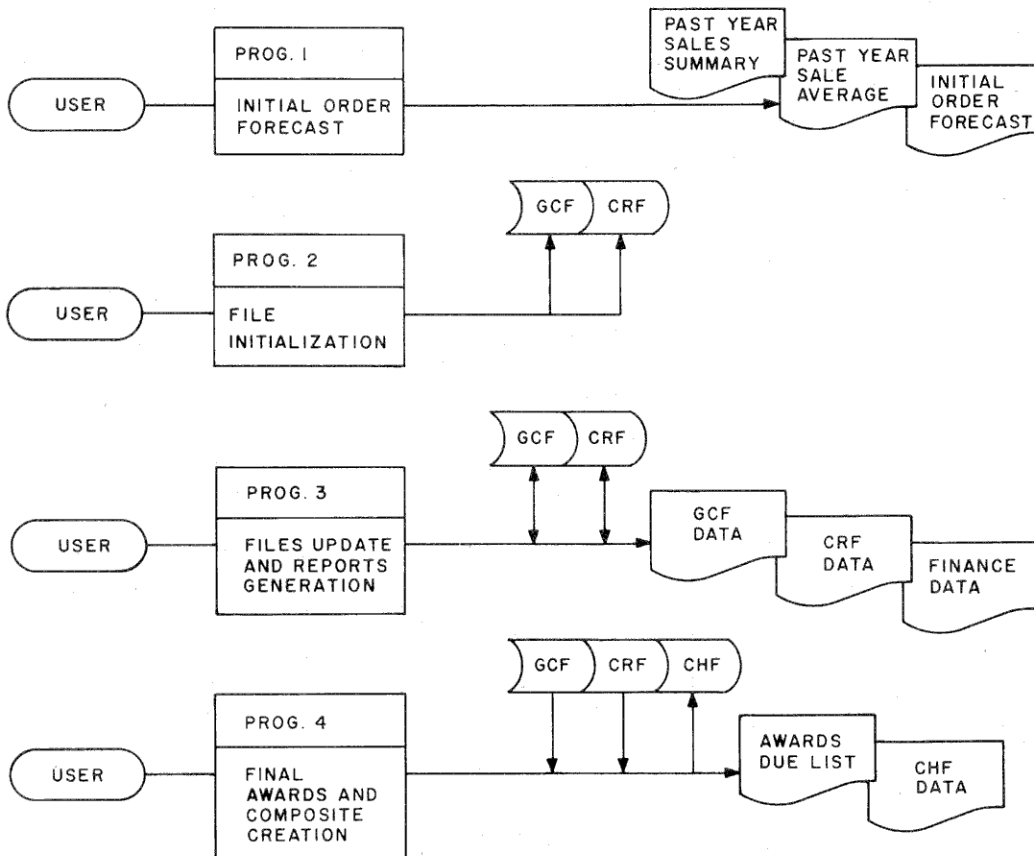 USER
PROG. 1
INITIAL ORDER
FORECAST
PAST YEAR
SALES
SUMMARY
PAST YEAR
SALE
AVERAGE
INITIAL
ORDER
FORECAST
USER
PROG. 2
FILE
INITIALIZATION
GCF
CRF
USER
PROG. 3
FILES UPDATE
AND REPORTS
GENERATION
GCF
CRF
GCF
DATA
CRF
DATA
FINANCE
DATA
USER
PROG. 4
FINAL
AWARDS AND
COMPOSITE
CREATION
GCF
CRF
CHF
AWARDS
DUE LIST
CHF
DATA